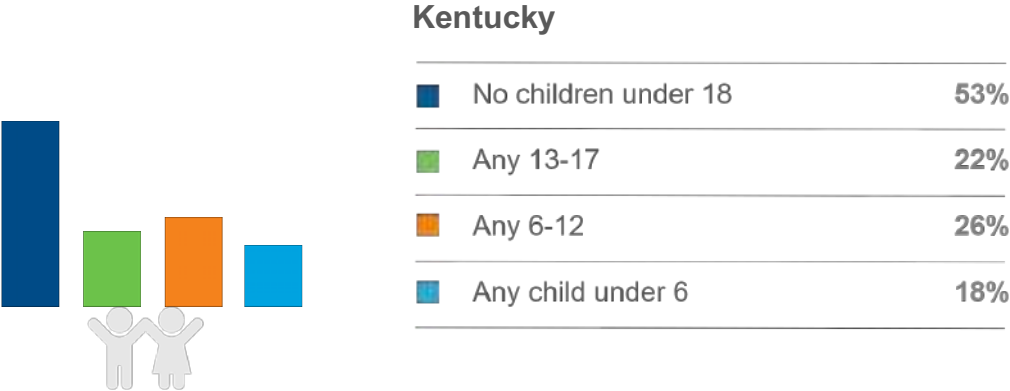 Kentucky
No children under 18 53%
Any 13-17 22%
Any 6-12 26%
Any child under 6 18%